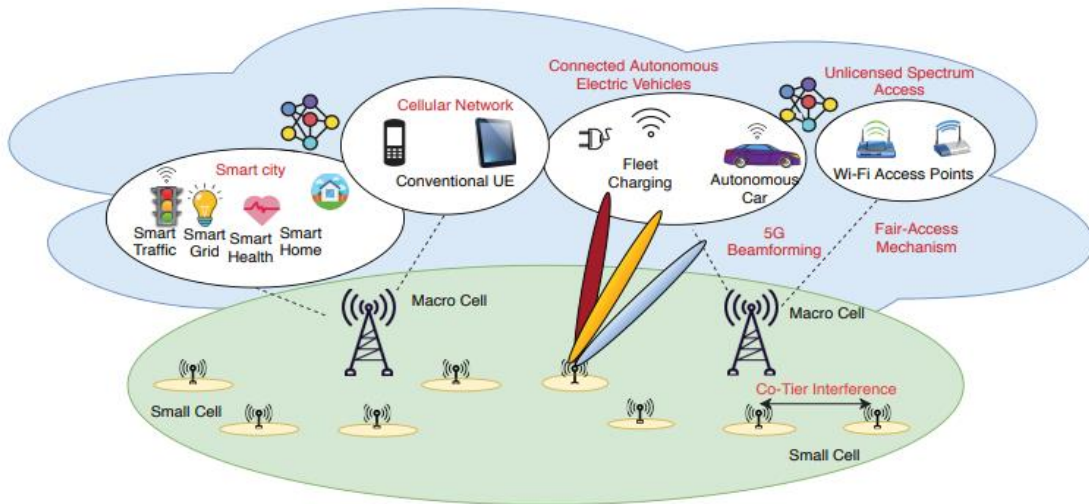 Connected Autonomous
Electric Vehicles
Unlicensed Spectrum
Access
Cellular Network
Conventional UE
Fleet
Charging
Autonomous
Car
Wi-Fi Access Points
Smart city
Smart
Traffic
Smart
Grid
Smart
Health
Smart
Home
5G
Beamforming
Fair-Access
Mechanism
Macro Cell
Macro Cell
Co-Tier Interference
Small Cell
Small Cell